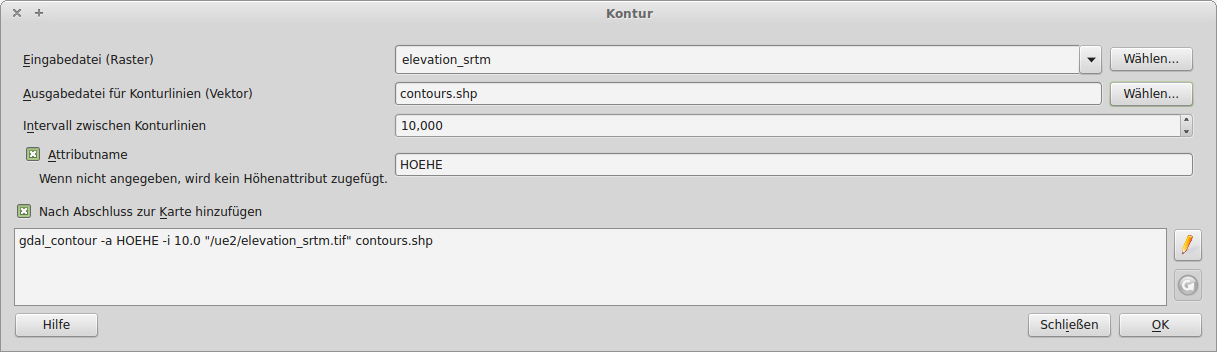 Kontur
Eingabedatei (Raster) elevation_srtm Wählen...
Ausgabedatei für Konturlinien (Vektor) contours.shp Wählen...
Intervall zwischen Konturlinien 10,000
Attributname
HOEHE
Wenn nicht angegeben, wird kein Höhenattribut zugefügt.
Nach Abschluss zur Karte hinzufügen
gdal_contour -a HOEHE -i 10.0 "/ue2/elevation_srtm.tif" contours.shp
Hilfe Schließen OK